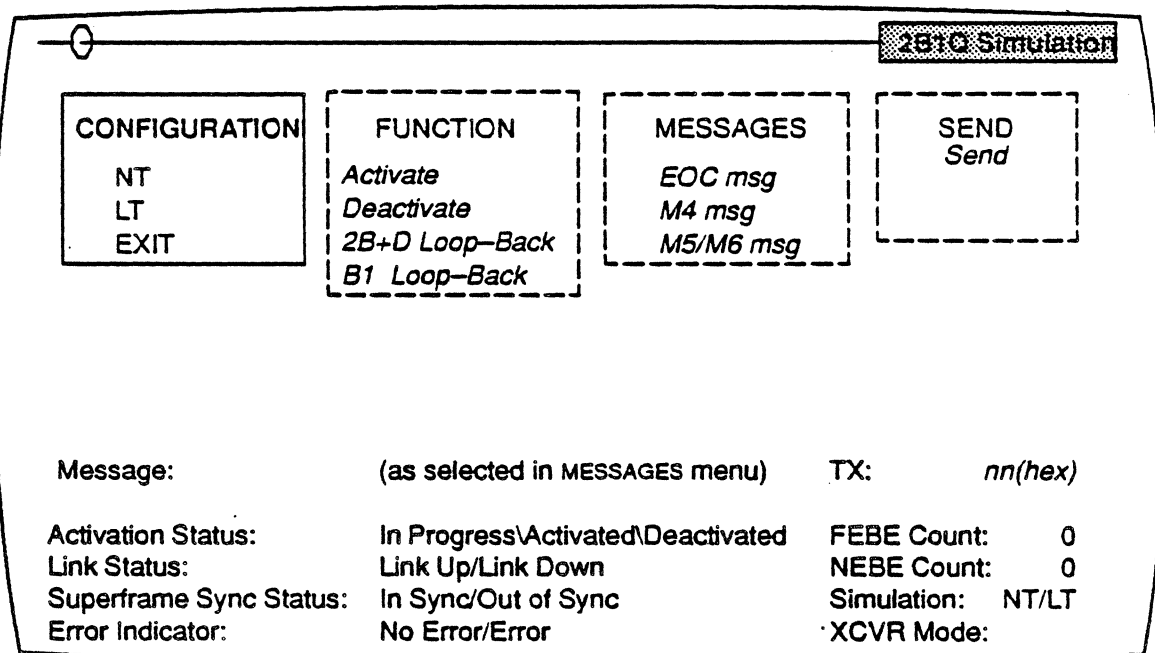 2B1Q Simulation
CONFIGURATION
NT
LT
EXIT
FUNCTION
Activate
Deactivate
2B+D Loop–Back
B1 Loop–Back
MESSAGES
EOC msg
M4 msg
M5/M6 msg
SEND
Send
Message: (as selected in MESSAGES menu) TX: nn(hex)
Activation Status: In Progress\Activated\Deactivated FEBE Count: 0
Link Status: Link Up/Link Down NEBE Count: 0
Superframe Sync Status: In Sync/Out of Sync Simulation: NT/LT
Error Indicator: No Error/Error XCVR Mode: